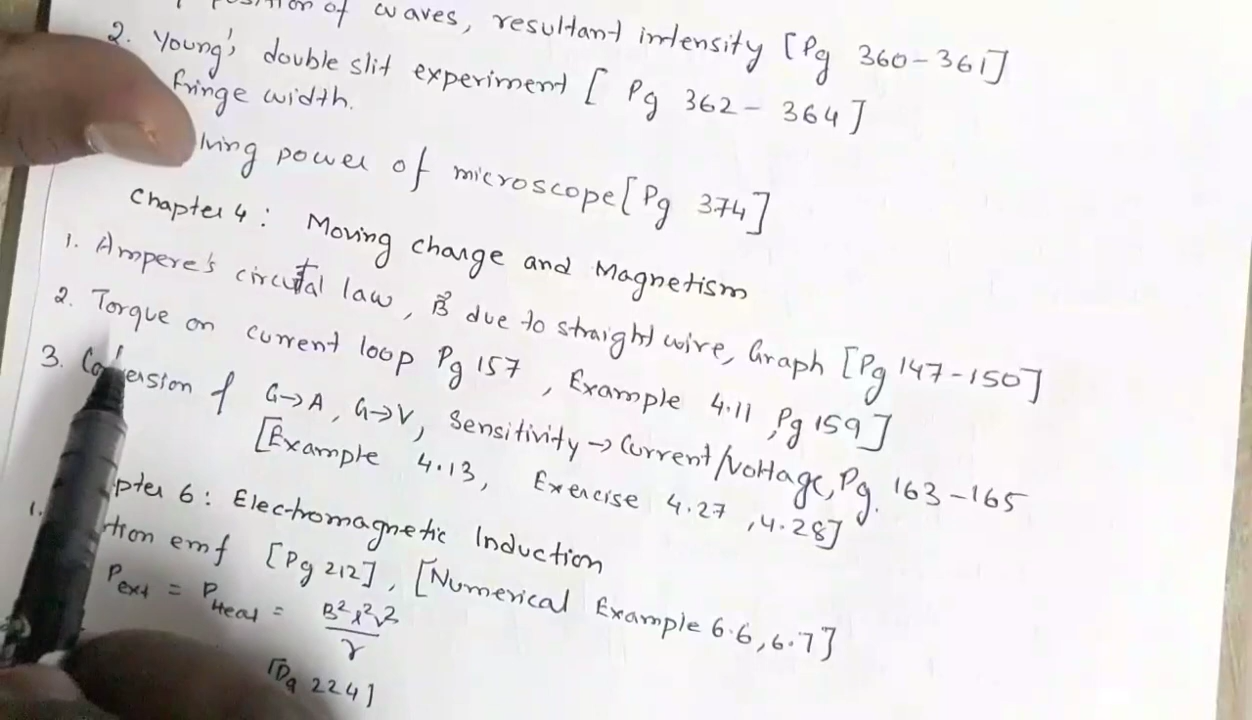 of waves, resultant intensity [Pg 360-361]
2. Young's double slit experiment [Pg 362-364]
fringe width.
lving power of microscope [Pg 374]
Chapter 4: Moving charge and Magnetism
1. Ampere's circuital law, B⃗ due to straight wire, Graph [Pg 147-150]
2. Torque on current loop Pg 157, Example 4.11, Pg 159]
3. of G→A, G→V, Sensitivity→Current/Voltage, Pg. 163-165
[Example 4.13, Exercise 4.27, 4.28]
pter 6: Electromagnetic Induction
1. tion emf [Pg 212], [Numerical Example 6.6, 6.7]
Pext = PHeat = B²l²v²/r
[Pg 224]